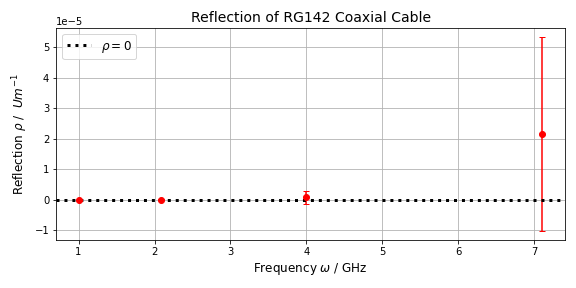 Reflection of RG142 Coaxial Cable
1e−5
ρ = 0
5
4
3
2
1
0
−1
Reflection ρ / Um⁻¹
1 2 3 4 5 6 7
Frequency ω / GHz